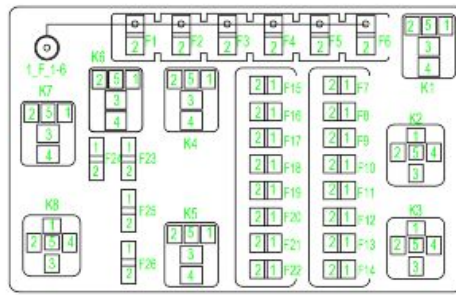 F1 F2 F3 F4 F5 F6
2 2 2 2 2 2
1_F_1-6
K6
2 5 1
3
4
2 5 1
3
4
K4
2 5 1
3
4
K1
K7
2 5 1
3
4
2 1 F15
2 1 F16
2 1 F17
2 1 F18
2 1 F19
2 1 F20
2 1 F21
2 1 F22
2 1 F7
2 1 F8
2 1 F9
2 1 F10
2 1 F11
2 1 F12
2 1 F13
2 1 F14
K2
1
2 5 4
3
1
2
F24
1
2
F23
1
2
F25
1
2
F26
K8
1
2 5 4
3
K5
2 5 1
3
4
K3
1
2 5 4
3